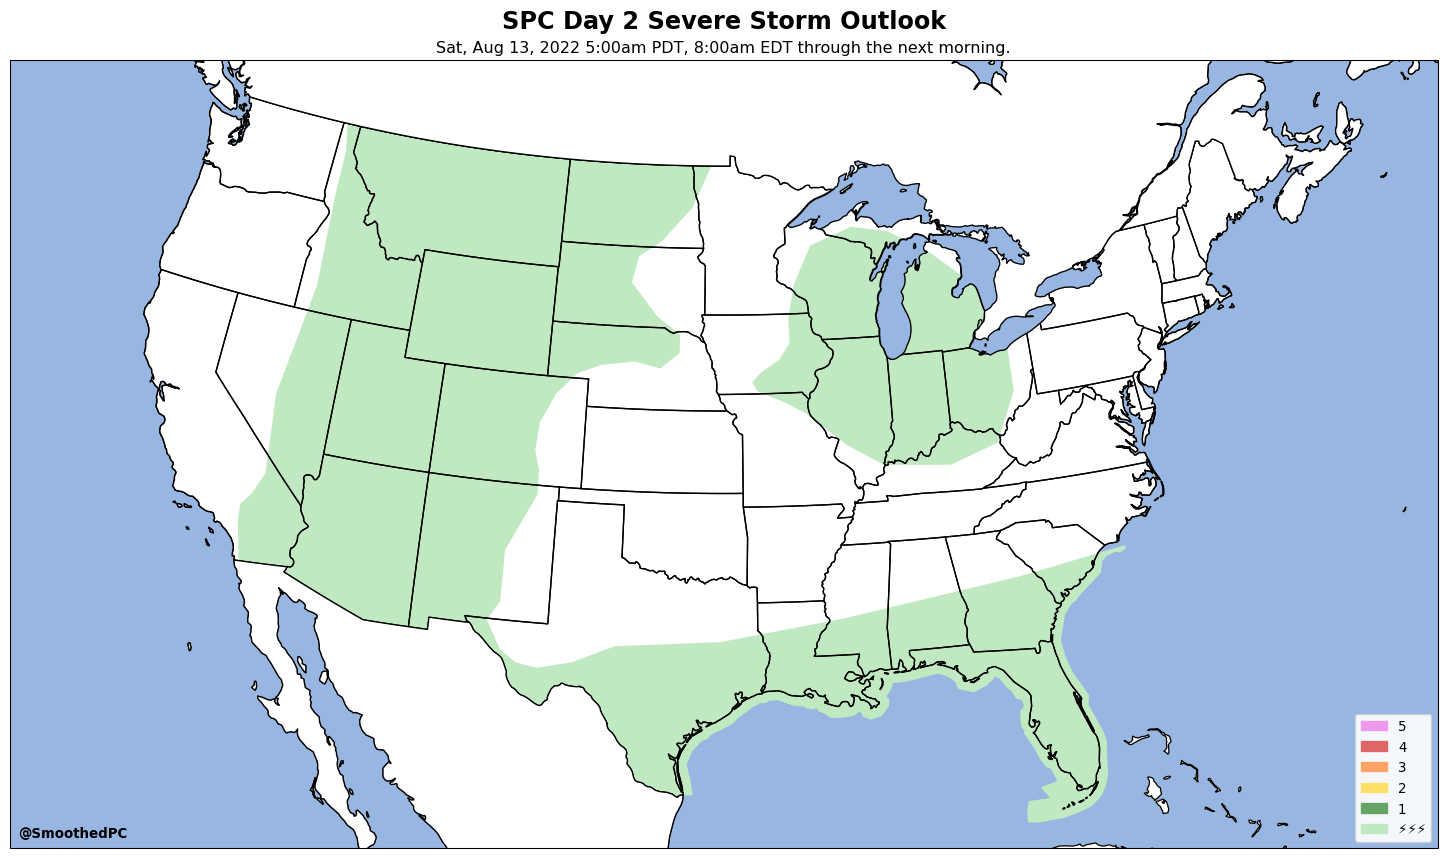 SPC Day 2 Severe Storm Outlook
Sat, Aug 13, 2022 5:00am PDT, 8:00am EDT through the next morning.
5
4
3
2
1
⚡⚡⚡
@SmoothedPC